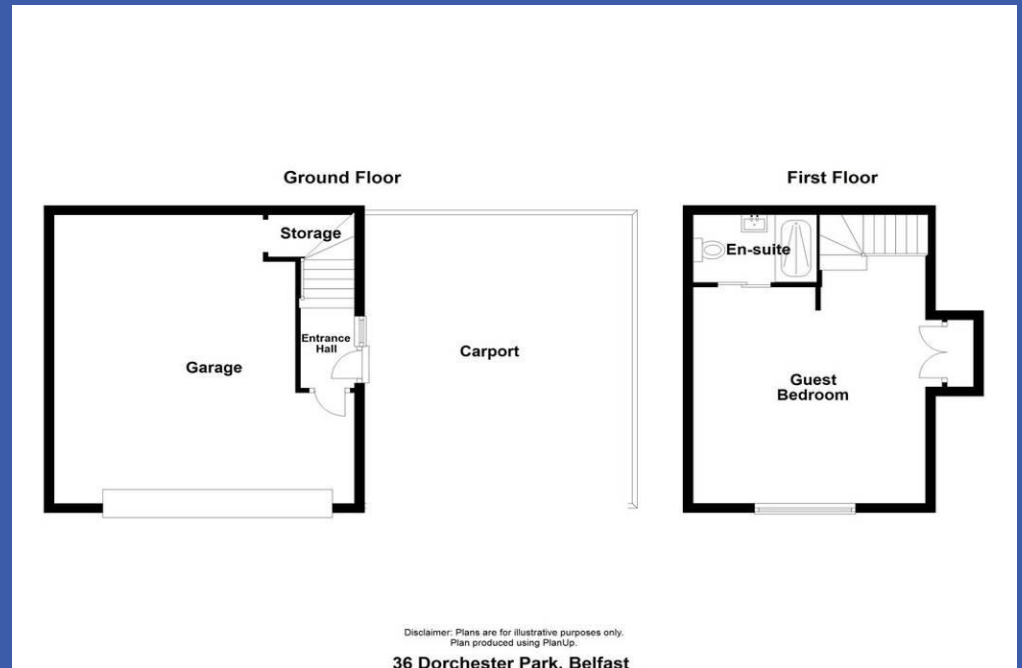 Ground Floor
First Floor
Storage
En-suite
Entrance
Hall
Garage
Carport
Guest
Bedroom
Disclaimer: Plans are for illustrative purposes only.
Plan produced using PlanUp.
36 Dorchester Park, Belfast